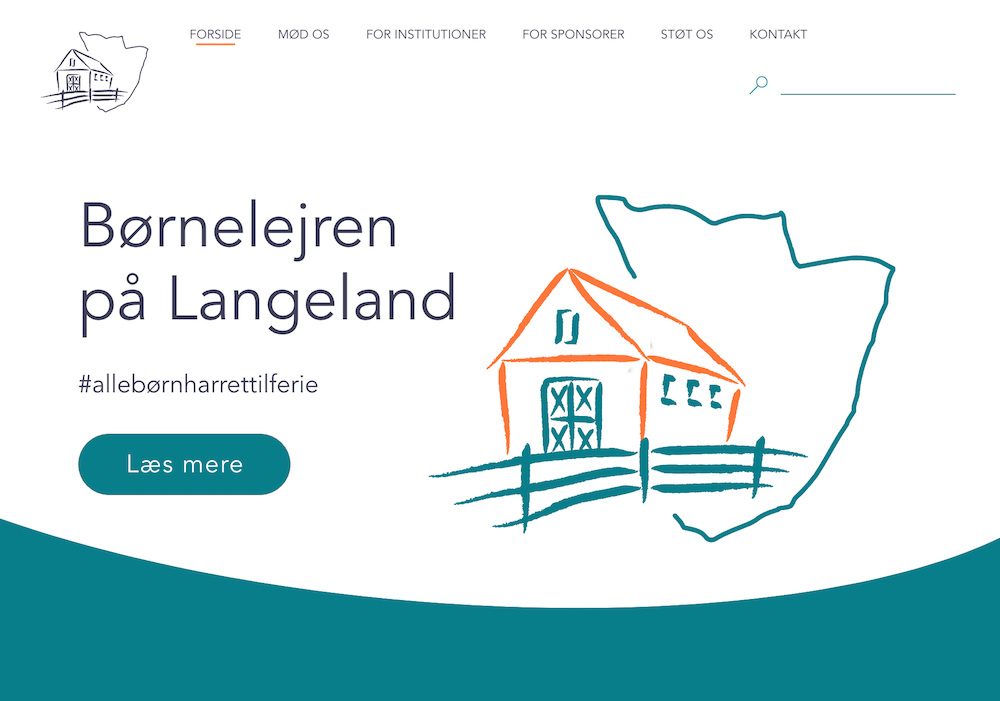 FORSIDE
MØD OS
FOR INSTITUTIONER
FOR SPONSORER
STØT OS
KONTAKT
Børnelejren
på Langeland
#allebørnharrettilferie
Læs mere